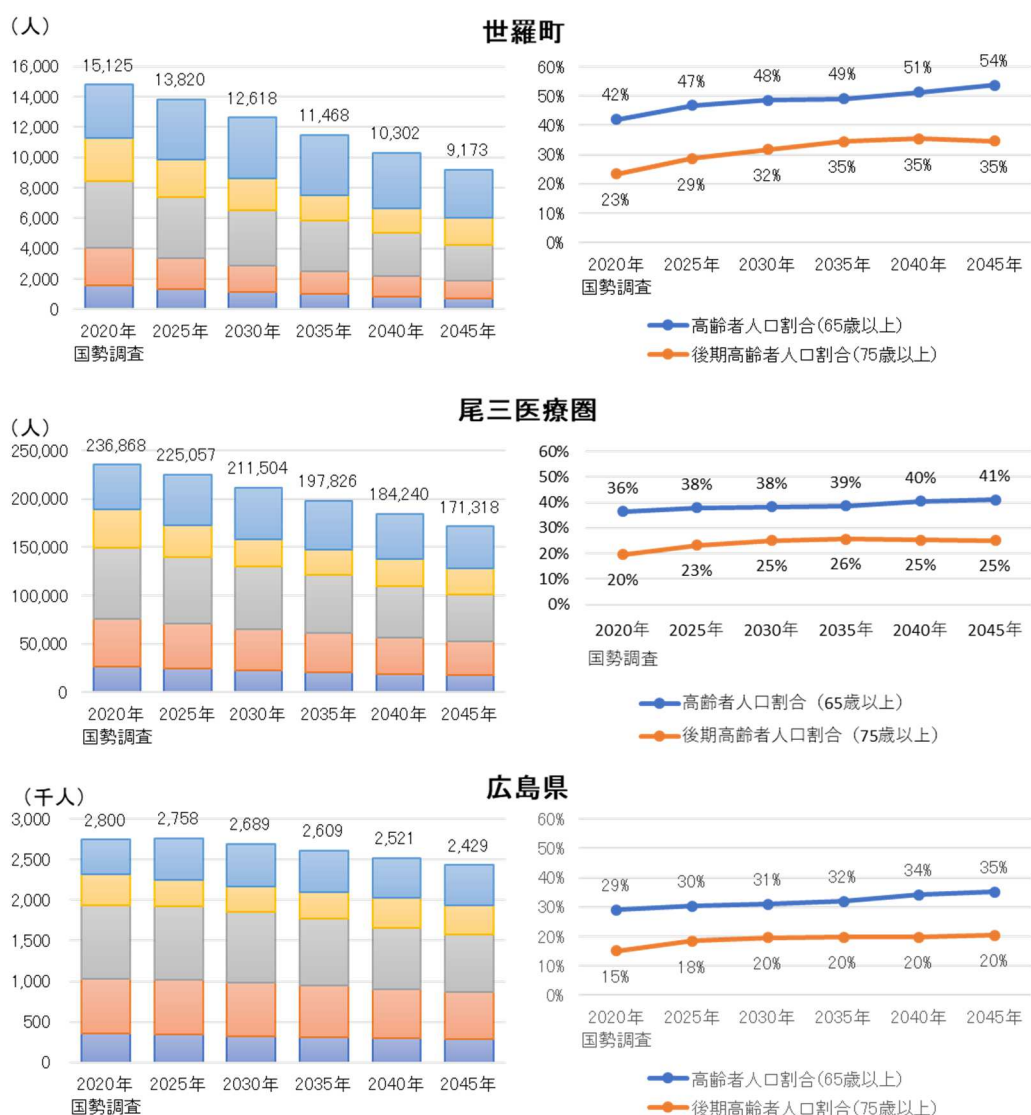 世羅町
（人）
16,000
14,000
12,000
10,000
8,000
6,000
4,000
2,000
0
15,125
13,820
12,618
11,468
10,302
9,173
2020年 2025年 2030年 2035年 2040年 2045年
国勢調査
60%
50%
40%
30%
20%
10%
0%
42% 47% 48% 49% 51% 54%
23% 29% 32% 35% 35% 35%
2020年 2025年 2030年 2035年 2040年 2045年
国勢調査
高齢者人口割合(65歳以上)
後期高齢者人口割合(75歳以上)
尾三医療圏
（人）
250,000
200,000
150,000
100,000
50,000
0
236,868
225,057
211,504
197,826
184,240
171,318
2020年 2025年 2030年 2035年 2040年 2045年
国勢調査
60%
50%
40%
30%
20%
10%
0%
36% 38% 38% 39% 40% 41%
20% 23% 25% 26% 25% 25%
2020年 2025年 2030年 2035年 2040年 2045年
国勢調査
高齢者人口割合（65歳以上）
後期高齢者人口割合（75歳以上）
広島県
（千人）
3,000
2,500
2,000
1,500
1,000
500
0
2,800 2,758 2,689 2,609 2,521 2,429
2020年 2025年 2030年 2035年 2040年 2045年
国勢調査
60%
50%
40%
30%
20%
10%
0%
29% 30% 31% 32% 34% 35%
15% 18% 20% 20% 20% 20%
2020年 2025年 2030年 2035年 2040年 2045年
国勢調査
高齢者人口割合(65歳以上)
後期高齢者人口割合(75歳以上)